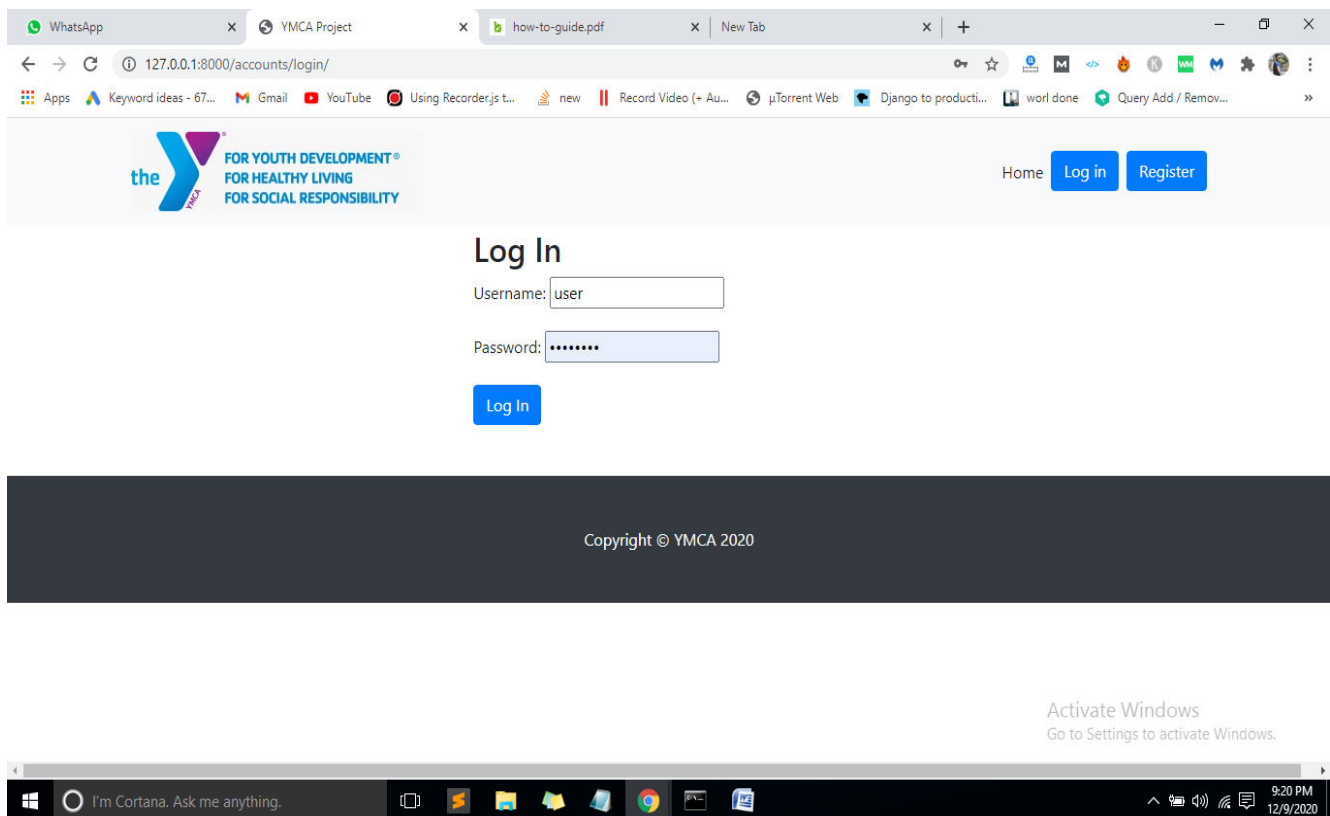 WhatsApp
YMCA Project
how-to-guide.pdf
New Tab
127.0.0.1:8000/accounts/login/
Apps
Keyword ideas - 67...
Gmail
YouTube
Using Recorder.js t...
new
Record Video (+ Au...
µTorrent Web
Django to producti...
worl done
Query Add / Remov...
»
the
YMCA
FOR YOUTH DEVELOPMENT®
FOR HEALTHY LIVING
FOR SOCIAL RESPONSIBILITY
Home
Log in
Register
Log In
Username: user
Password: ••••••••
Log In
Copyright © YMCA 2020
Activate Windows
Go to Settings to activate Windows.
I'm Cortana. Ask me anything.
9:20 PM
12/9/2020